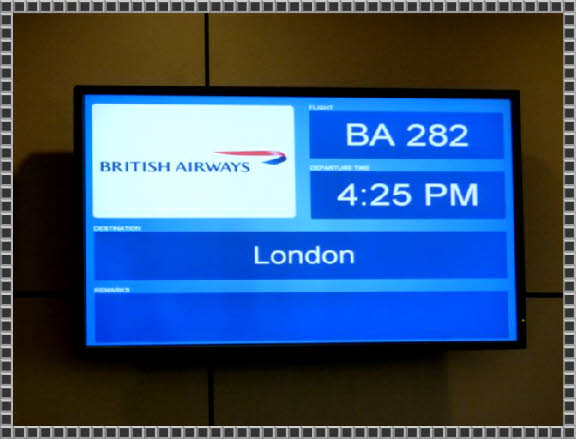 FLIGHT
BA 282
BRITISH AIRWAYS
DEPARTURE TIME
4:25 PM
DESTINATION
London
REMARKS